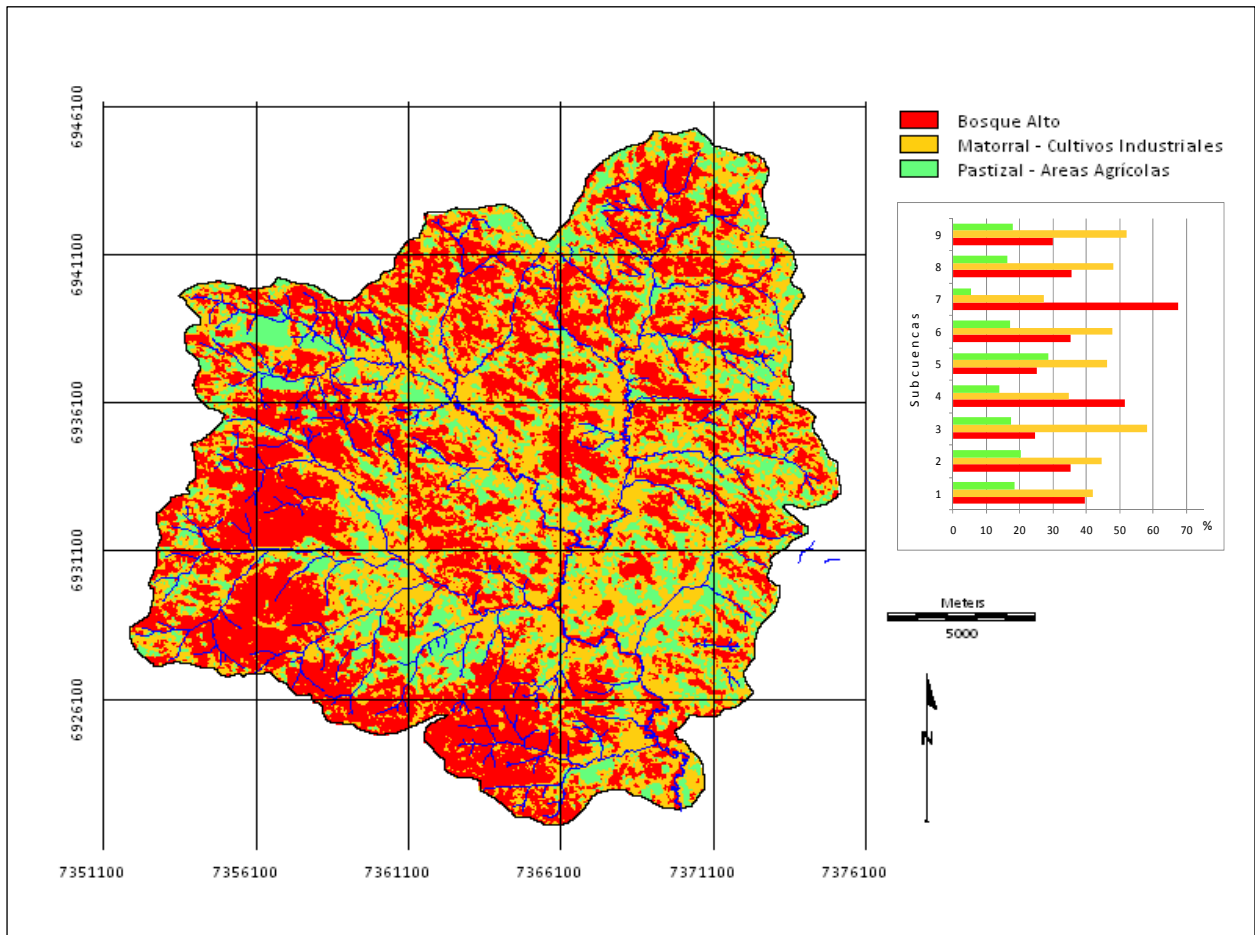 6946100
6941100
6936100
6931100
6926100
7351100 7356100 7361100 7366100 7371100 7376100
Bosque Alto
Matorral - Cultivos Industriales
Pastizal - Areas Agrícolas
Subcuencas
9
8
7
6
5
4
3
2
1
0 10 20 30 40 50 60 70 %
Meters
5000
N